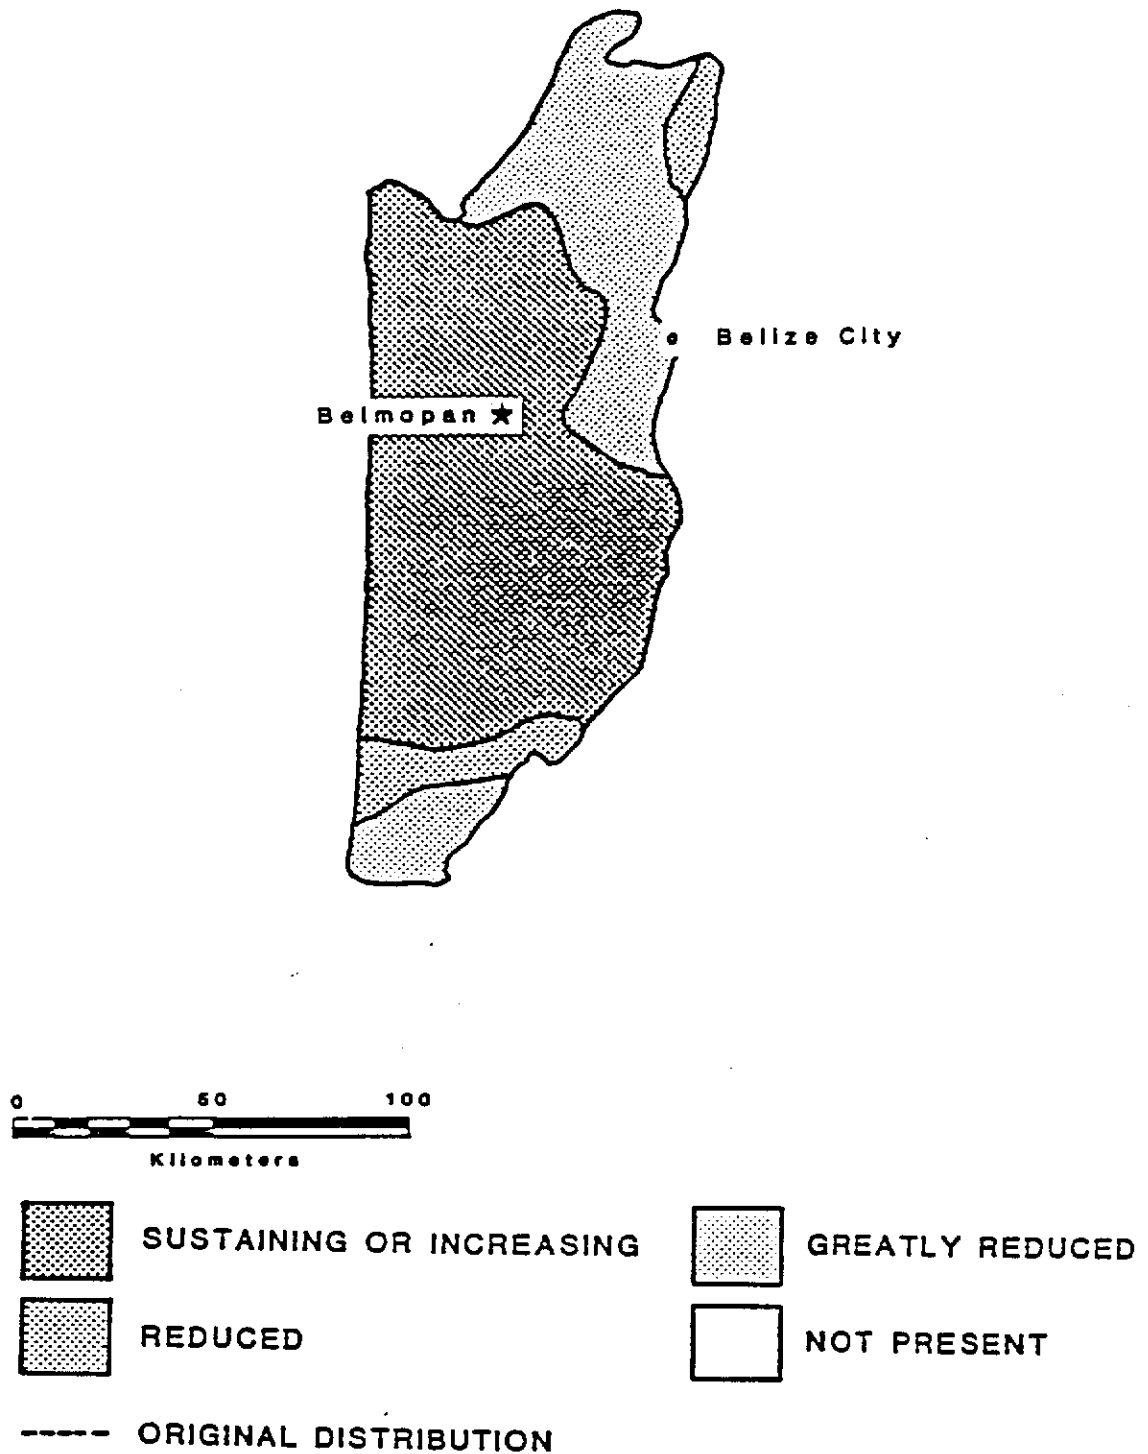 Belize City
Belmopan
0 50 100
Kilometers
SUSTAINING OR INCREASING
GREATLY REDUCED
REDUCED
NOT PRESENT
ORIGINAL DISTRIBUTION